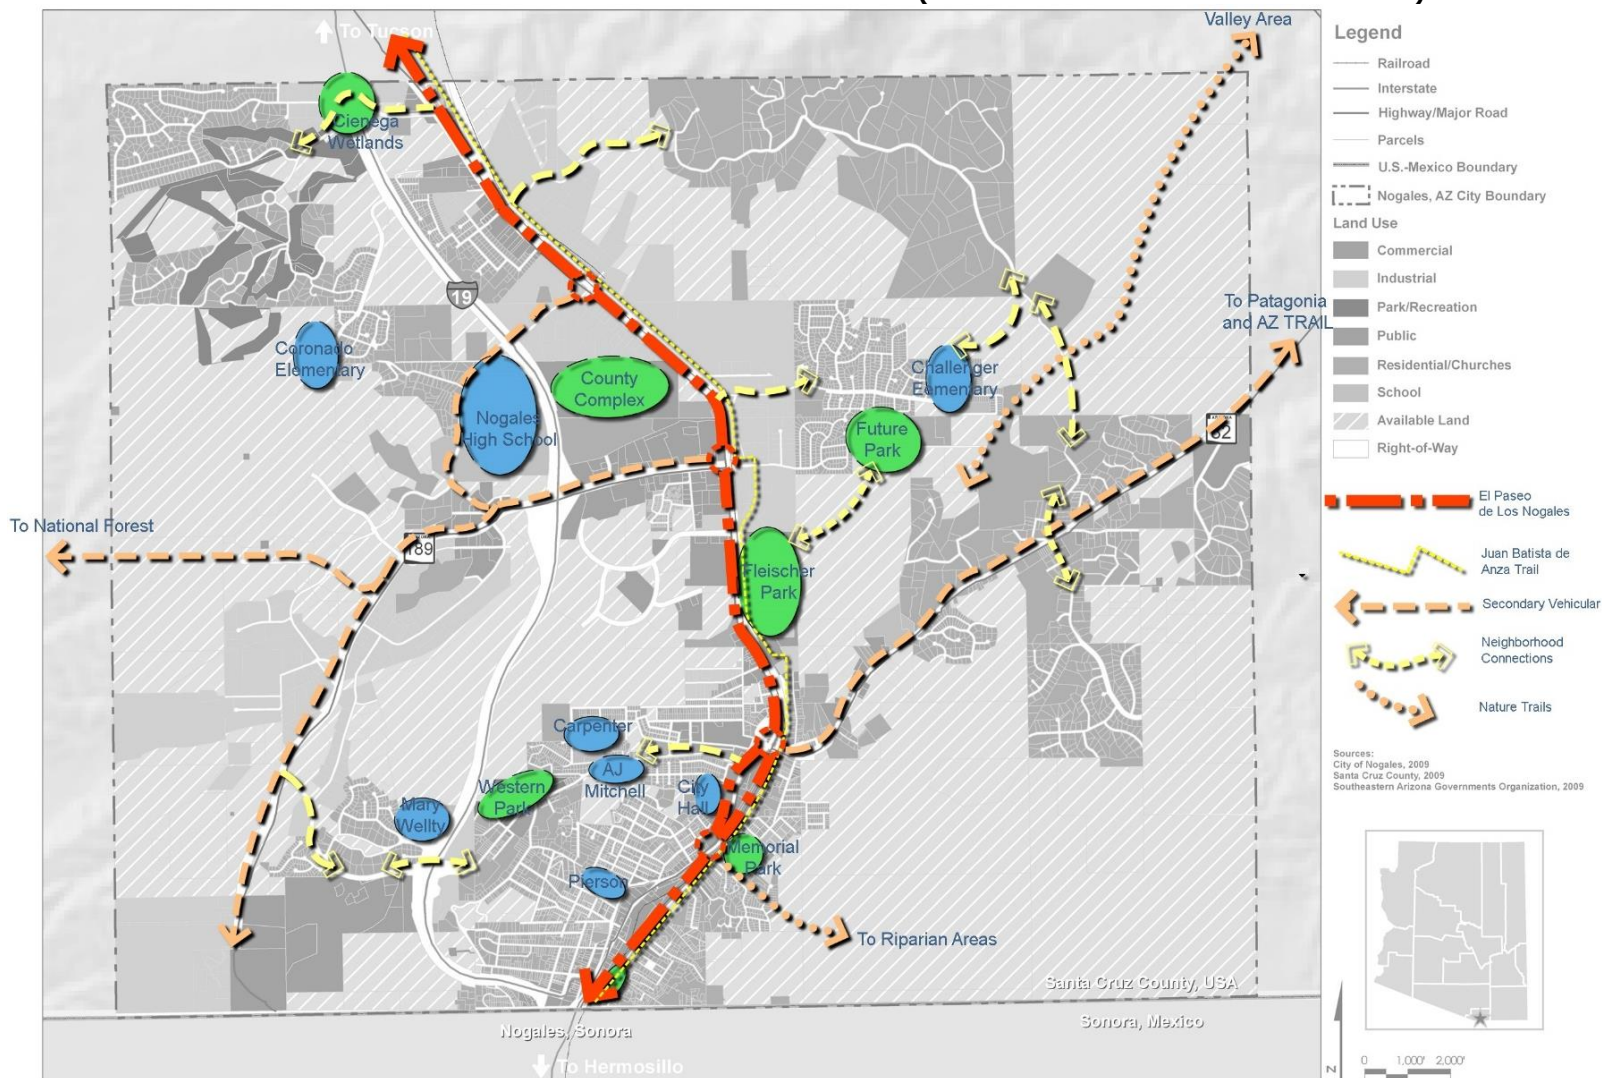 To Tucson
Valley Area
Cienega
Wetlands
19
To Patagonia
and AZ TRAIL
Coronado
Elementary
County
Complex
Challenger
Eementary
Nogales
High School
Future
Park
82
To National Forest
189
Fleischer
Park
Carpenter
AJ
Mitchell
City
Hall
Western
Park
Mary
Wellty
Memorial
Park
Pierson
To Riparian Areas
Santa Cruz County, USA
Sonora, Mexico
Nogales, Sonora
To Hermosillo
Legend
Railroad
Interstate
Highway/Major Road
Parcels
U.S.-Mexico Boundary
Nogales, AZ City Boundary
Land Use
Commercial
Industrial
Park/Recreation
Public
Residential/Churches
School
Available Land
Right-of-Way
El Paseo
de Los Nogales
Juan Batista de
Anza Trail
Secondary Vehicular
Neighborhood
Connections
Nature Trails
Sources:
City of Nogales, 2009
Santa Cruz County, 2009
Southeastern Arizona Governments Organization, 2009
N
0 1,000' 2,000'